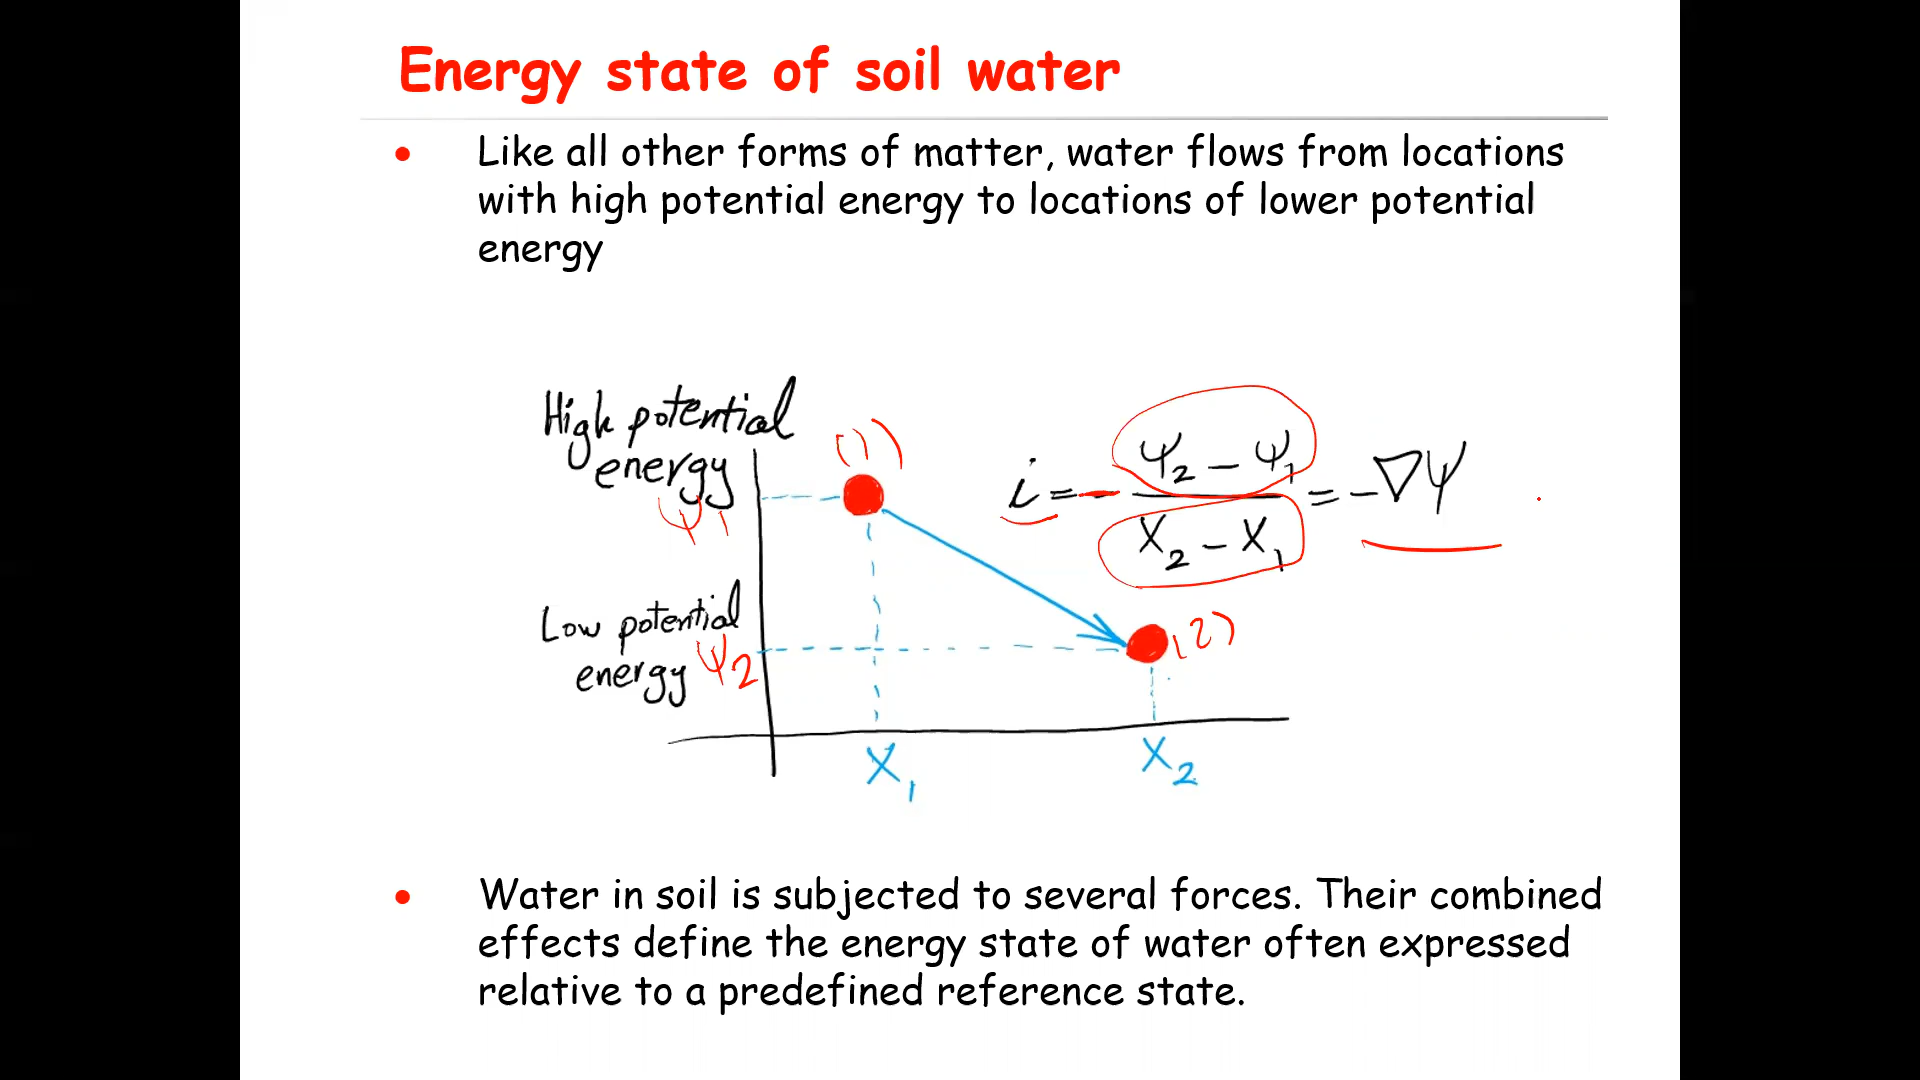 Energy state of soil water
• Like all other forms of matter, water flows from locations
with high potential energy to locations of lower potential
energy
High potential
energy
ψ1
(1)
i = - (ψ2 - ψ1) / (X2 - X1) = -∇ψ
Low potential
energy ψ2
(2)
X1
X2
• Water in soil is subjected to several forces. Their combined
effects define the energy state of water often expressed
relative to a predefined reference state.